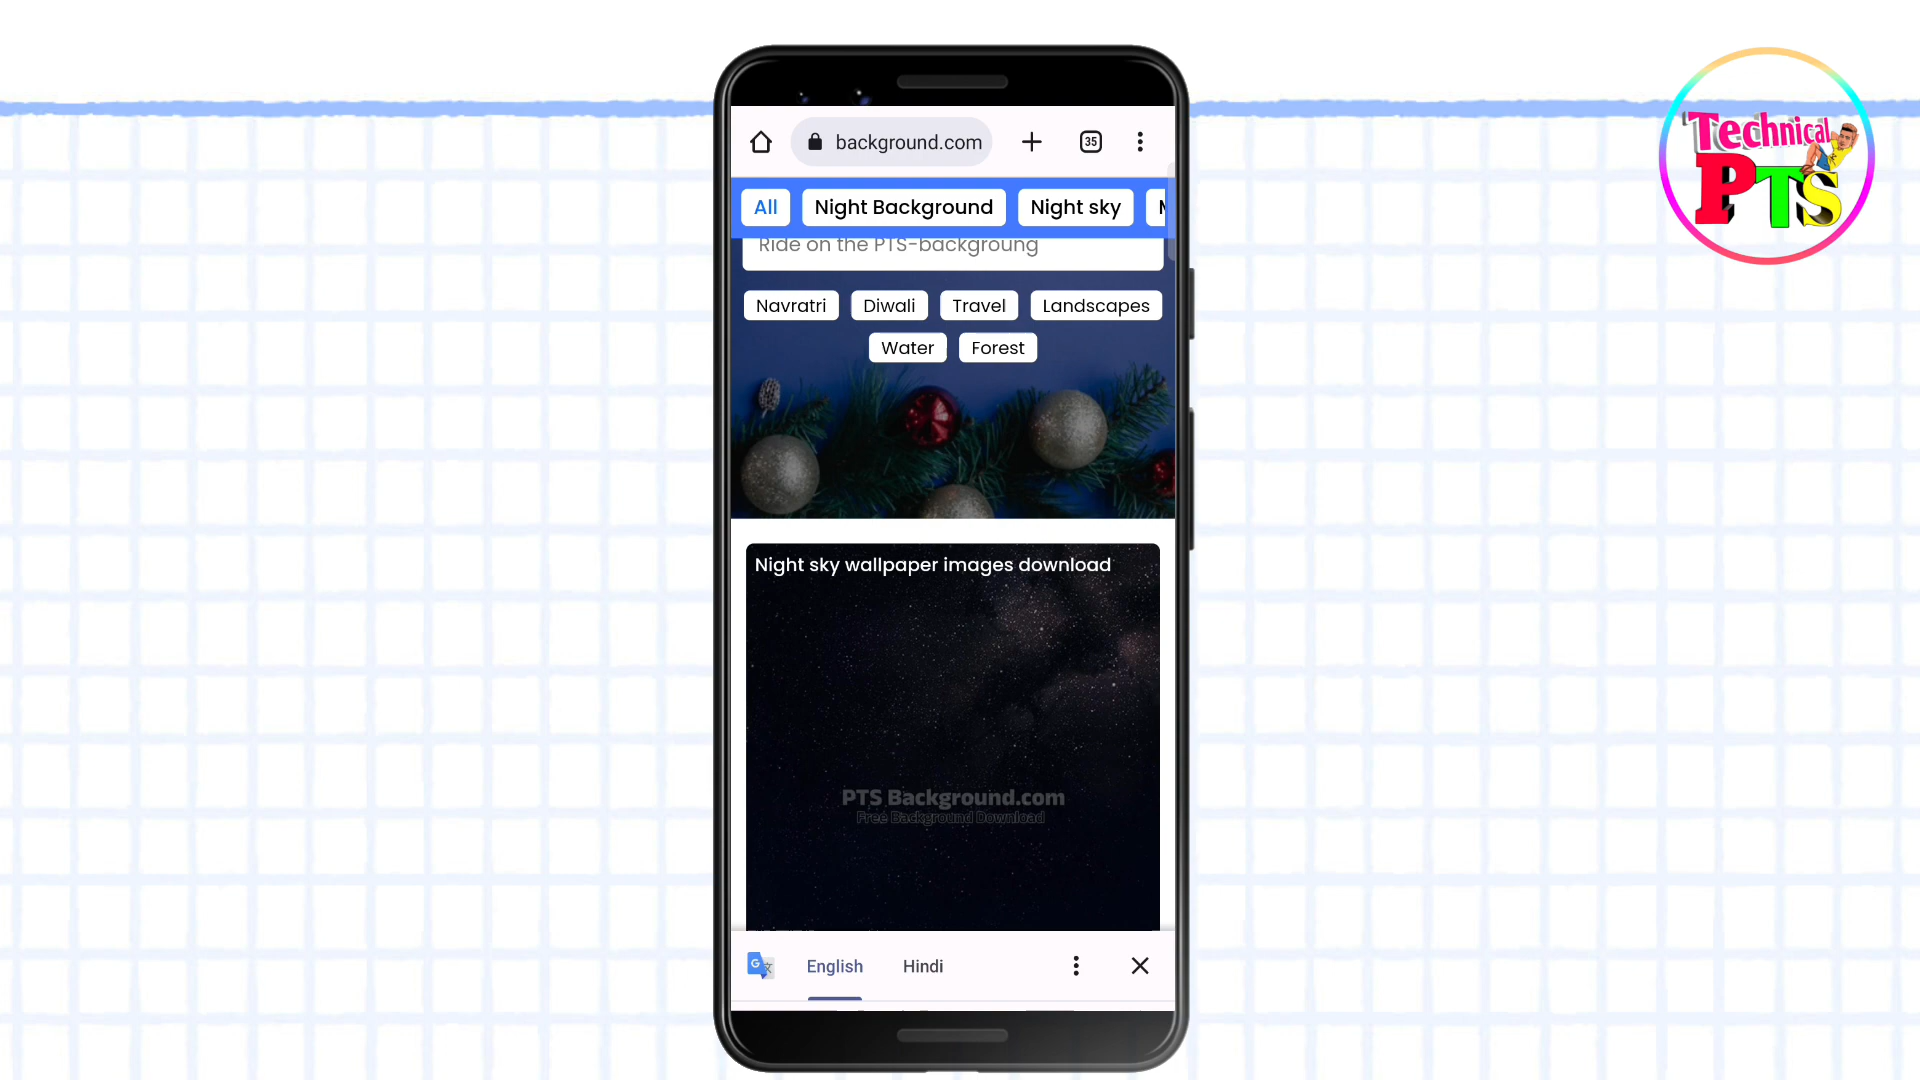 Technical
PTS
background.com
35
All Night Background Night sky
Ride on the PTS-backgroung
Navratri Diwali Travel Landscapes
Water Forest
Night sky wallpaper images download
PTS Background.com
Free Background Download
English Hindi